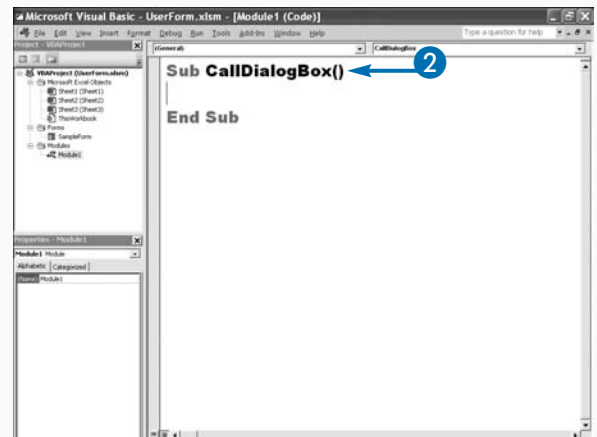 Microsoft Visual Basic - UserForm.xlsm - [Module1 (Code)]
File Edit View Insert Format Debug Run Tools Add-Ins Window Help
Type a question for help
Project - VBAProject
(General)
CallDialogBox
VBAProject (UserForm.xlsm)
Microsoft Excel Objects
Sheet1 (Sheet1)
Sheet2 (Sheet2)
Sheet3 (Sheet3)
ThisWorkbook
Forms
SampleForm
Modules
Module1
Sub CallDialogBox()
2
End Sub
Properties - Module1
Module1 Module
Alphabetic Categorized
(Name) Module1